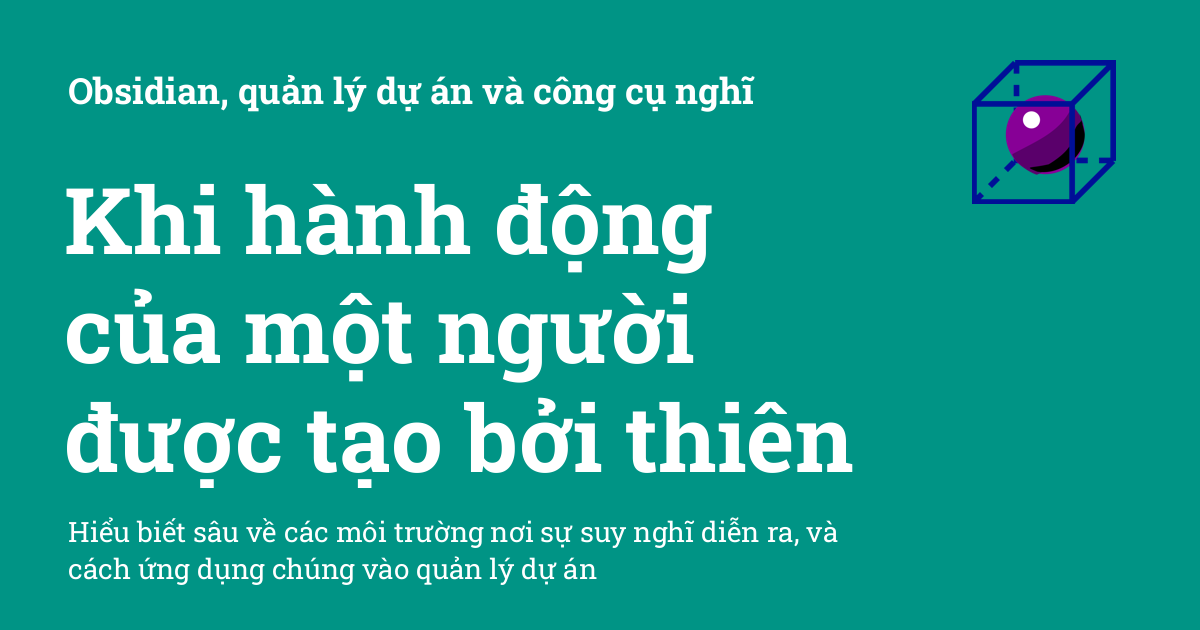 Obsidian, quản lý dự án và công cụ nghĩ
Khi hành động
của một người
được tạo bởi thiên
Hiểu biết sâu về các môi trường nơi sự suy nghĩ diễn ra, và
cách ứng dụng chúng vào quản lý dự án